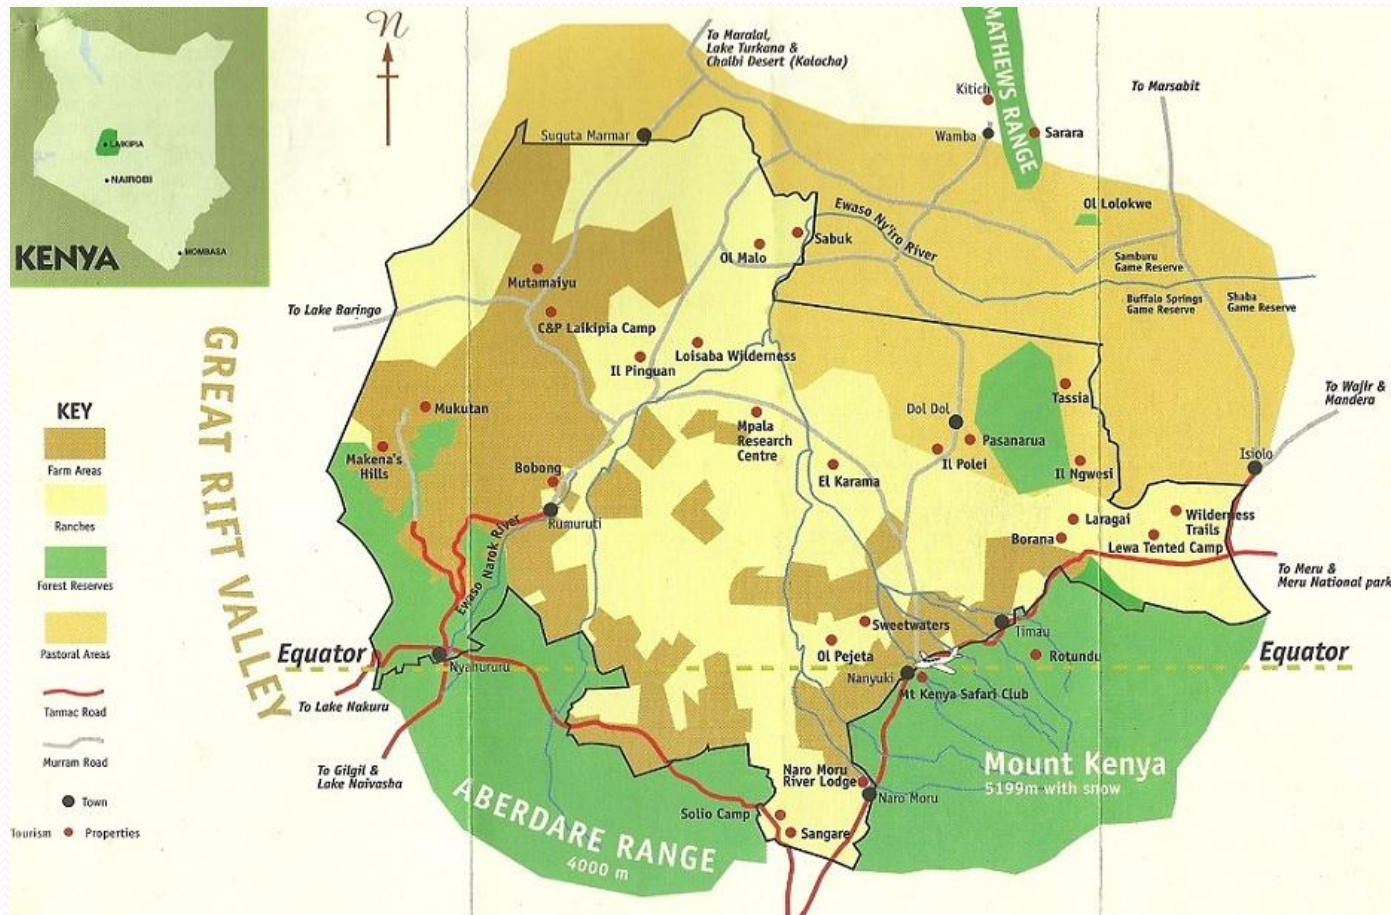 LAIKIPIA
NAIROBI
MOMBASA
KENYA
N
To Maralal,
Lake Turkana &
Chalbi Desert (Kalacha)
MATHEWS RANGE
Kitich
To Marsabit
Suguta Marmar
Wamba
Sarara
Ol Lolokwe
Ewaso Ny'iro River
Sabuk
Ol Malo
Samburu
Game Reserve
Mutamaiyu
Buffalo Springs
Game Reserve
Shaba
Game Reserve
To Lake Baringo
C&P Laikipia Camp
Loisaba Wilderness
Il Pinguan
GREAT RIFT VALLEY
To Wajir &
Mandera
Tassia
KEY
Farm Areas
Ranches
Forest Reserves
Pastoral Areas
Tarmac Road
Murram Road
Town
Tourism Properties
Mukutan
Mpala
Research
Centre
Dol Dol
Pasanarua
Makena's
Hills
Il Polei
Il Ngwesi
Isiolo
Bobong
El Karama
Rumuruti
Laragai
Wilderness
Trails
Borana
Lewa Tented Camp
Ewaso Narok River
To Meru &
Meru National park
Sweetwaters
Timau
Equator
Nyahururu
Ol Pejeta
Rotundu
Equator
Nanyuki
Mt Kenya Safari Club
To Lake Nakuru
To Gilgil &
Lake Naivasha
Mount Kenya
5199m with snow
Naro Moru
River Lodge
Naro Moru
ABERDARE RANGE
4000 m
Solio Camp
Sangare